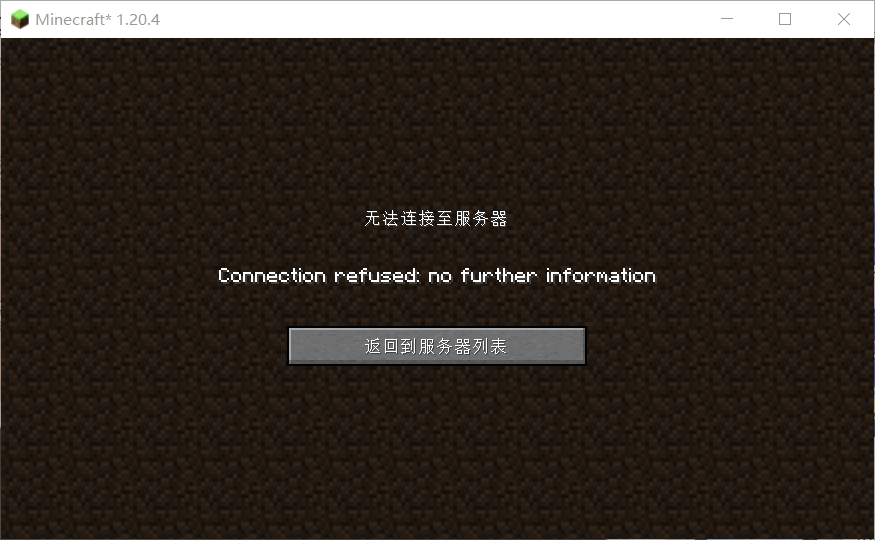 Minecraft* 1.20.4
无法连接至服务器
Connection refused: no further information
返回到服务器列表